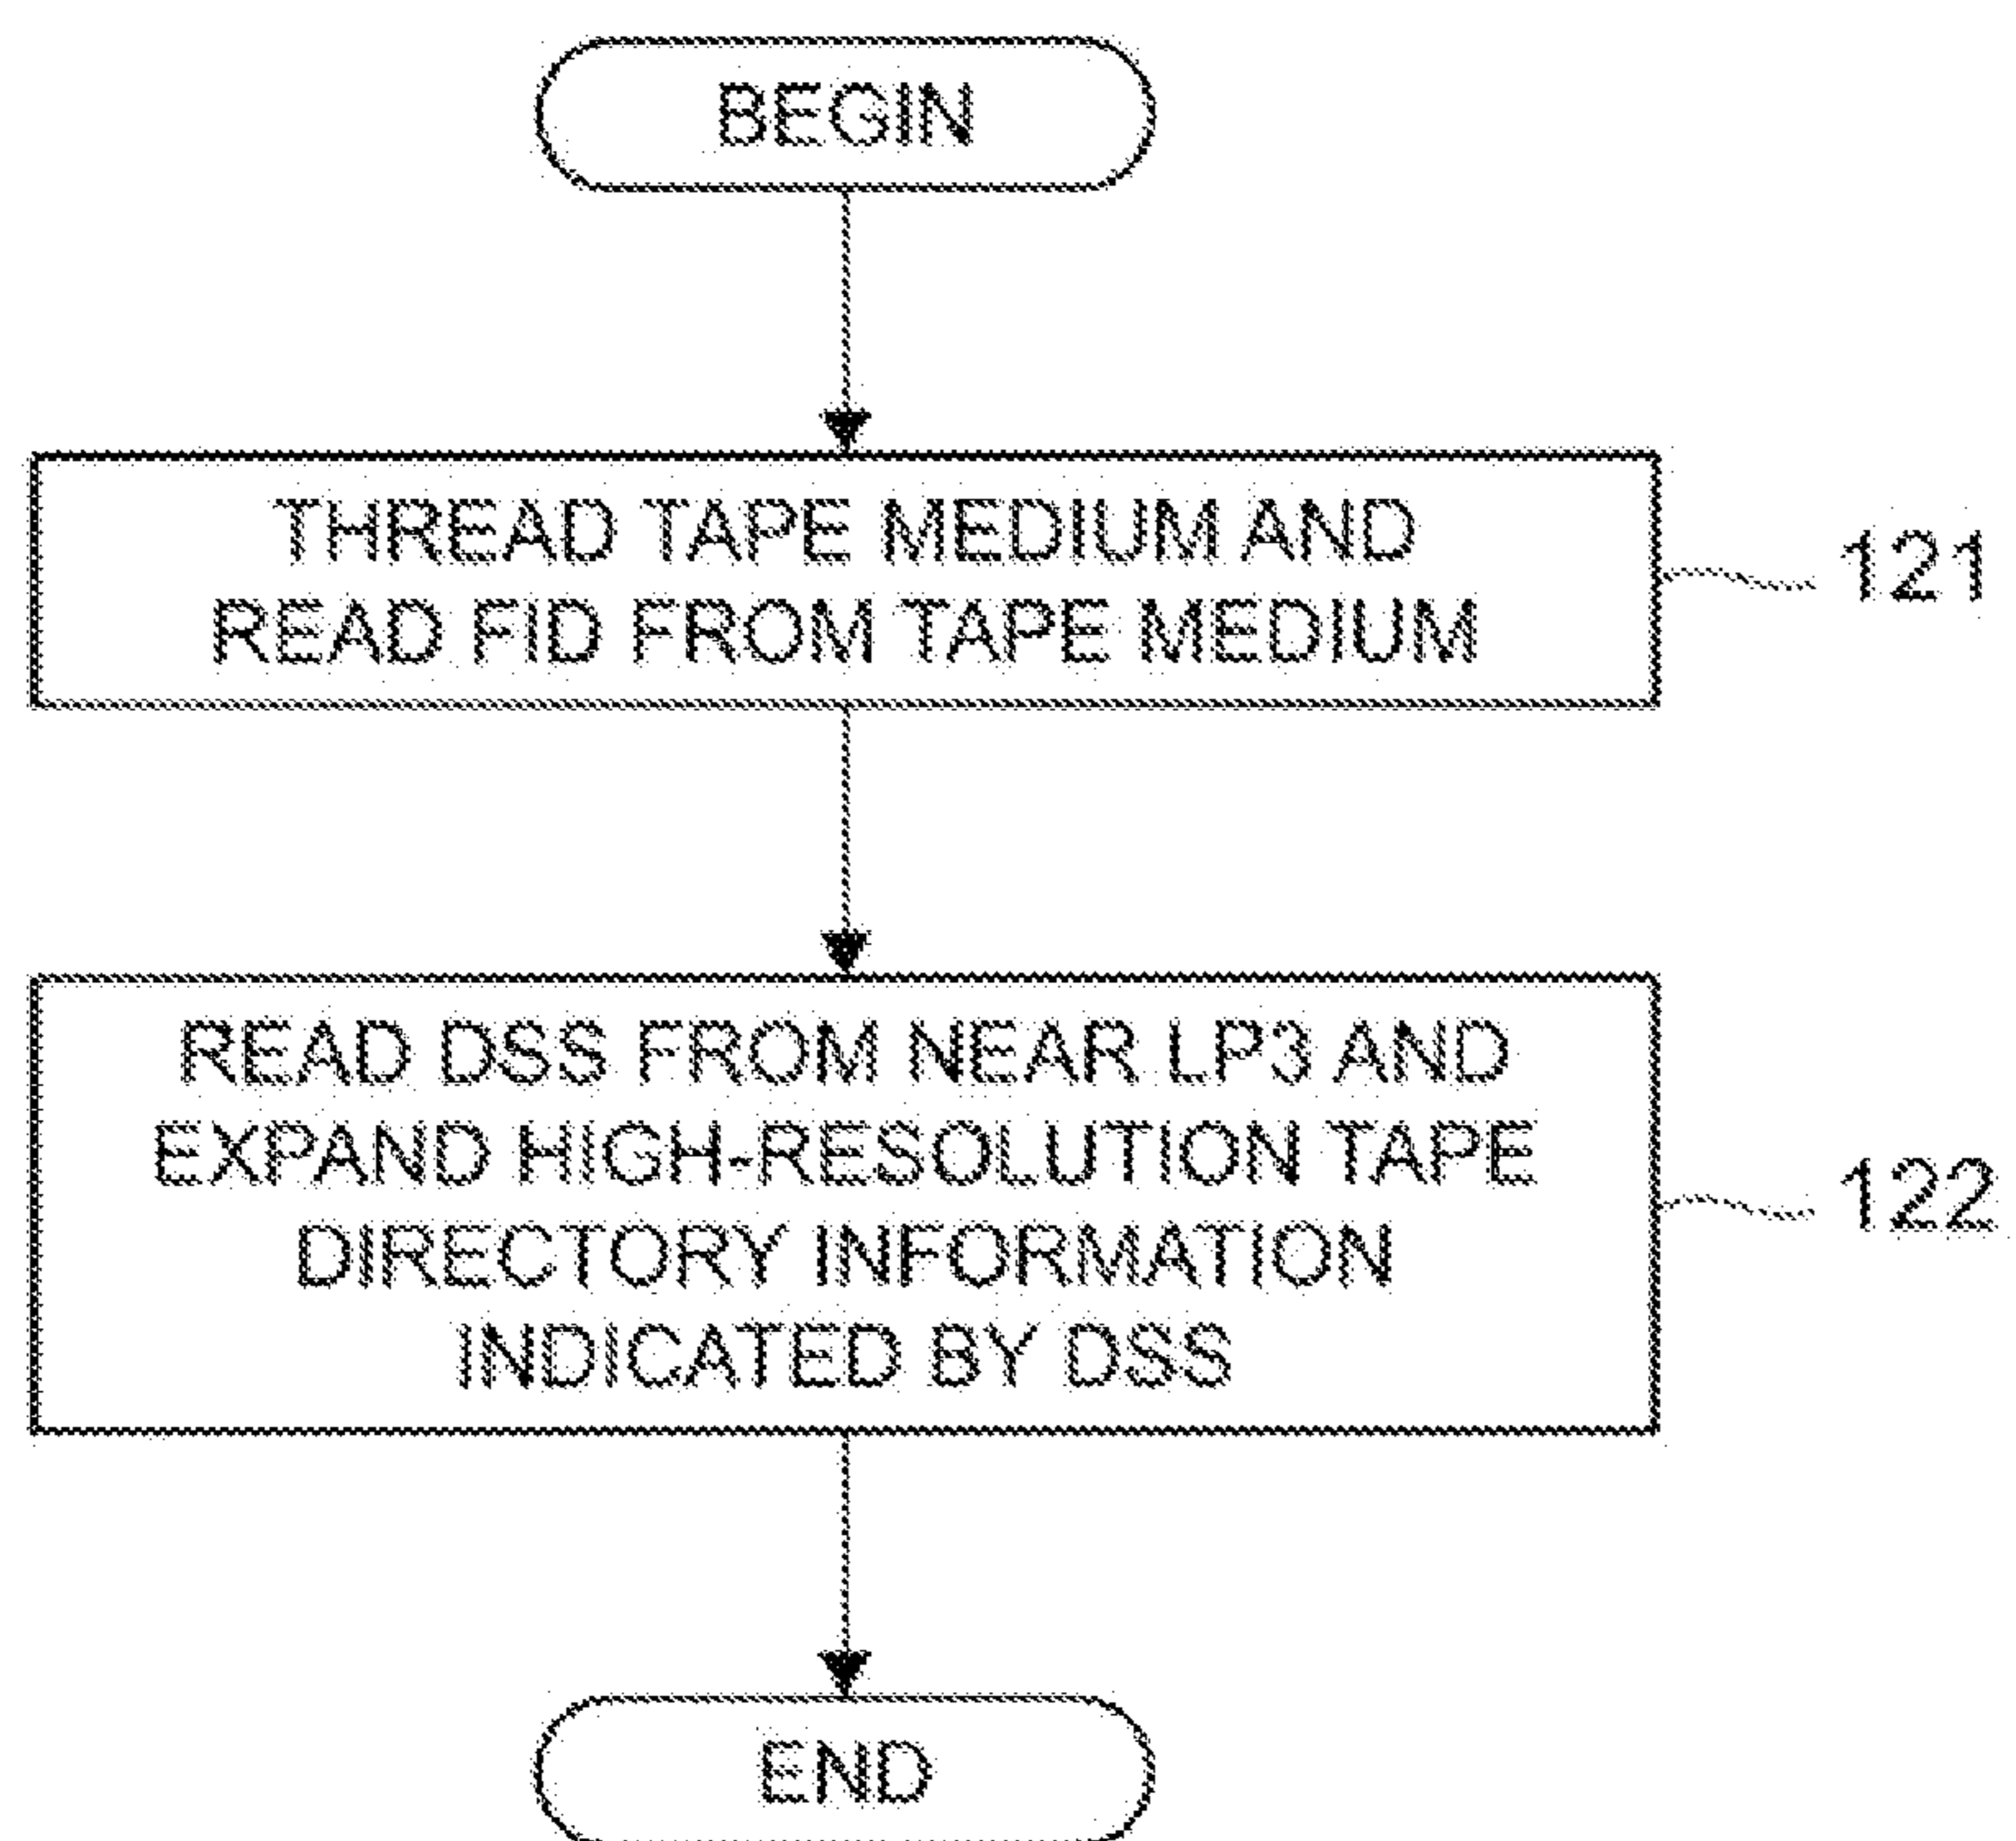 BEGIN
THREAD TAPE MEDIUM AND
READ FID FROM TAPE MEDIUM
121
READ DSS FROM NEAR LP3 AND
EXPAND HIGH-RESOLUTION TAPE
DIRECTORY INFORMATION
INDICATED BY DSS
122
END